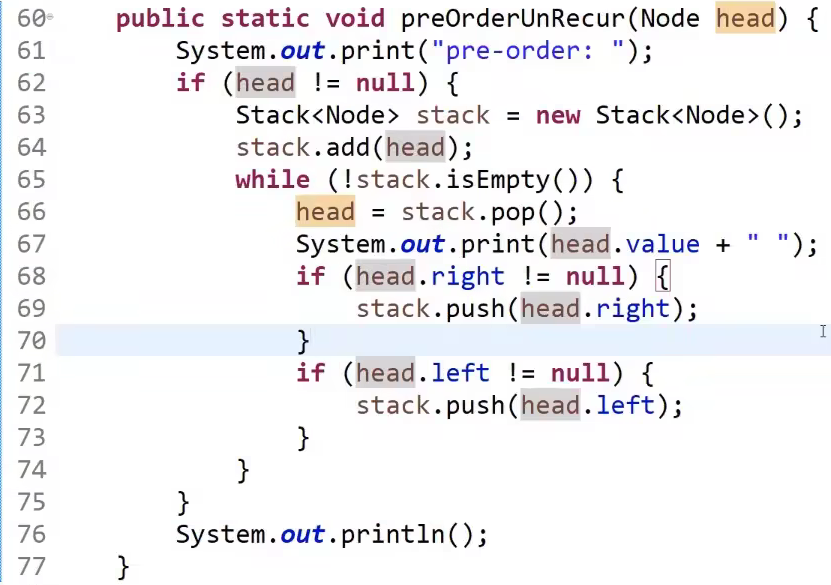 60 public static void preOrderUnRecur(Node head) {
61 System.out.print("pre-order: ");
62 if (head != null) {
63 Stack<Node> stack = new Stack<Node>();
64 stack.add(head);
65 while (!stack.isEmpty()) {
66 head = stack.pop();
67 System.out.print(head.value + " ");
68 if (head.right != null) {
69 stack.push(head.right);
70 }
71 if (head.left != null) {
72 stack.push(head.left);
73 }
74 }
75 }
76 System.out.println();
77 }